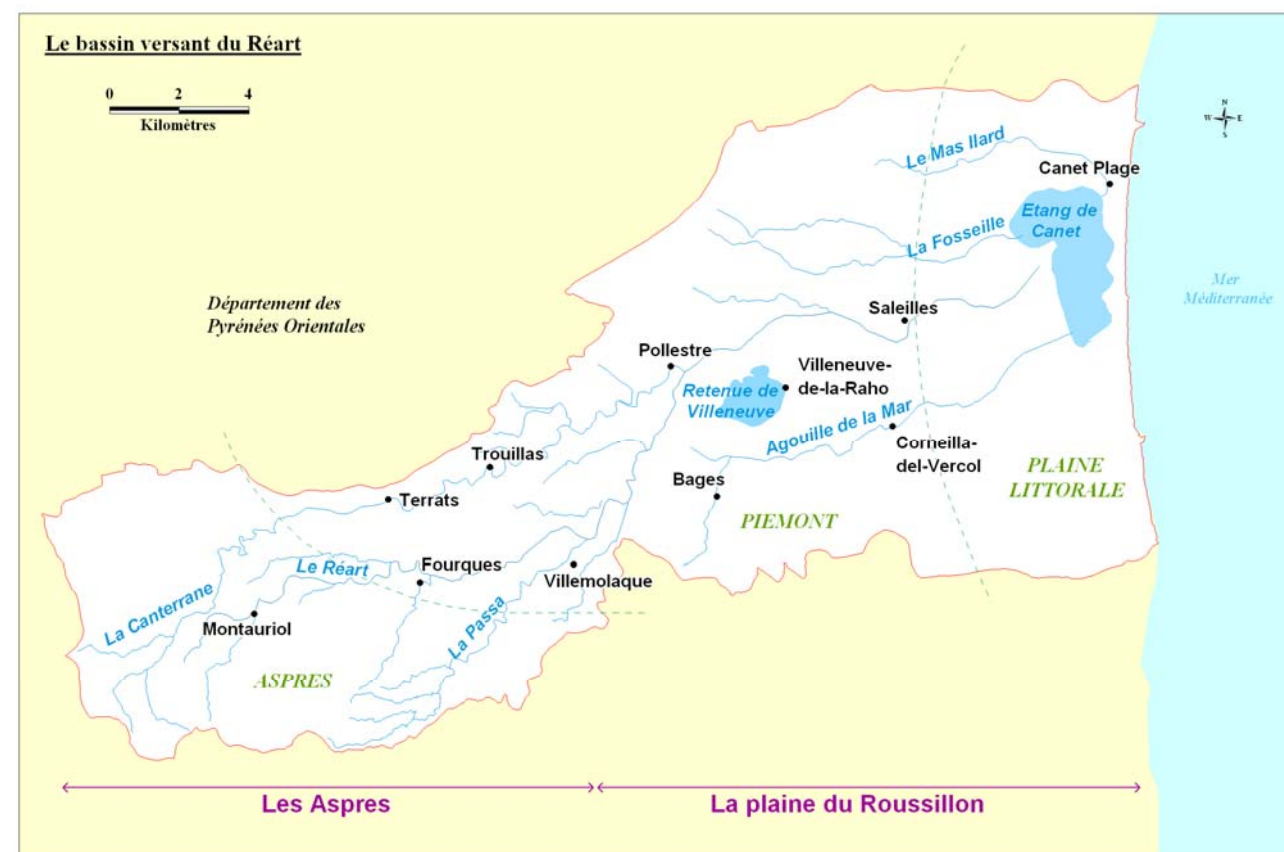 Le bassin versant du Réart
0 2 4
Kilomètres
N
W E
S
Le Mas Ilard
Canet Plage
Etang de
Canet
La Fosseille
Mer
Méditerranée
Département des
Pyrénées Orientales
Saleilles
Pollestre
Villeneuve-
de-la-Raho
Retenue de
Villeneuve
Agouille de la Mar
Corneilla-
del-Vercol
Trouillas
PLAINE
LITTORALE
Bages
Terrats
PIEMONT
Le Réart
Fourques
Villemolaque
La Canterrane
Montauriol
La Passa
ASPRES
Les Aspres
La plaine du Roussillon